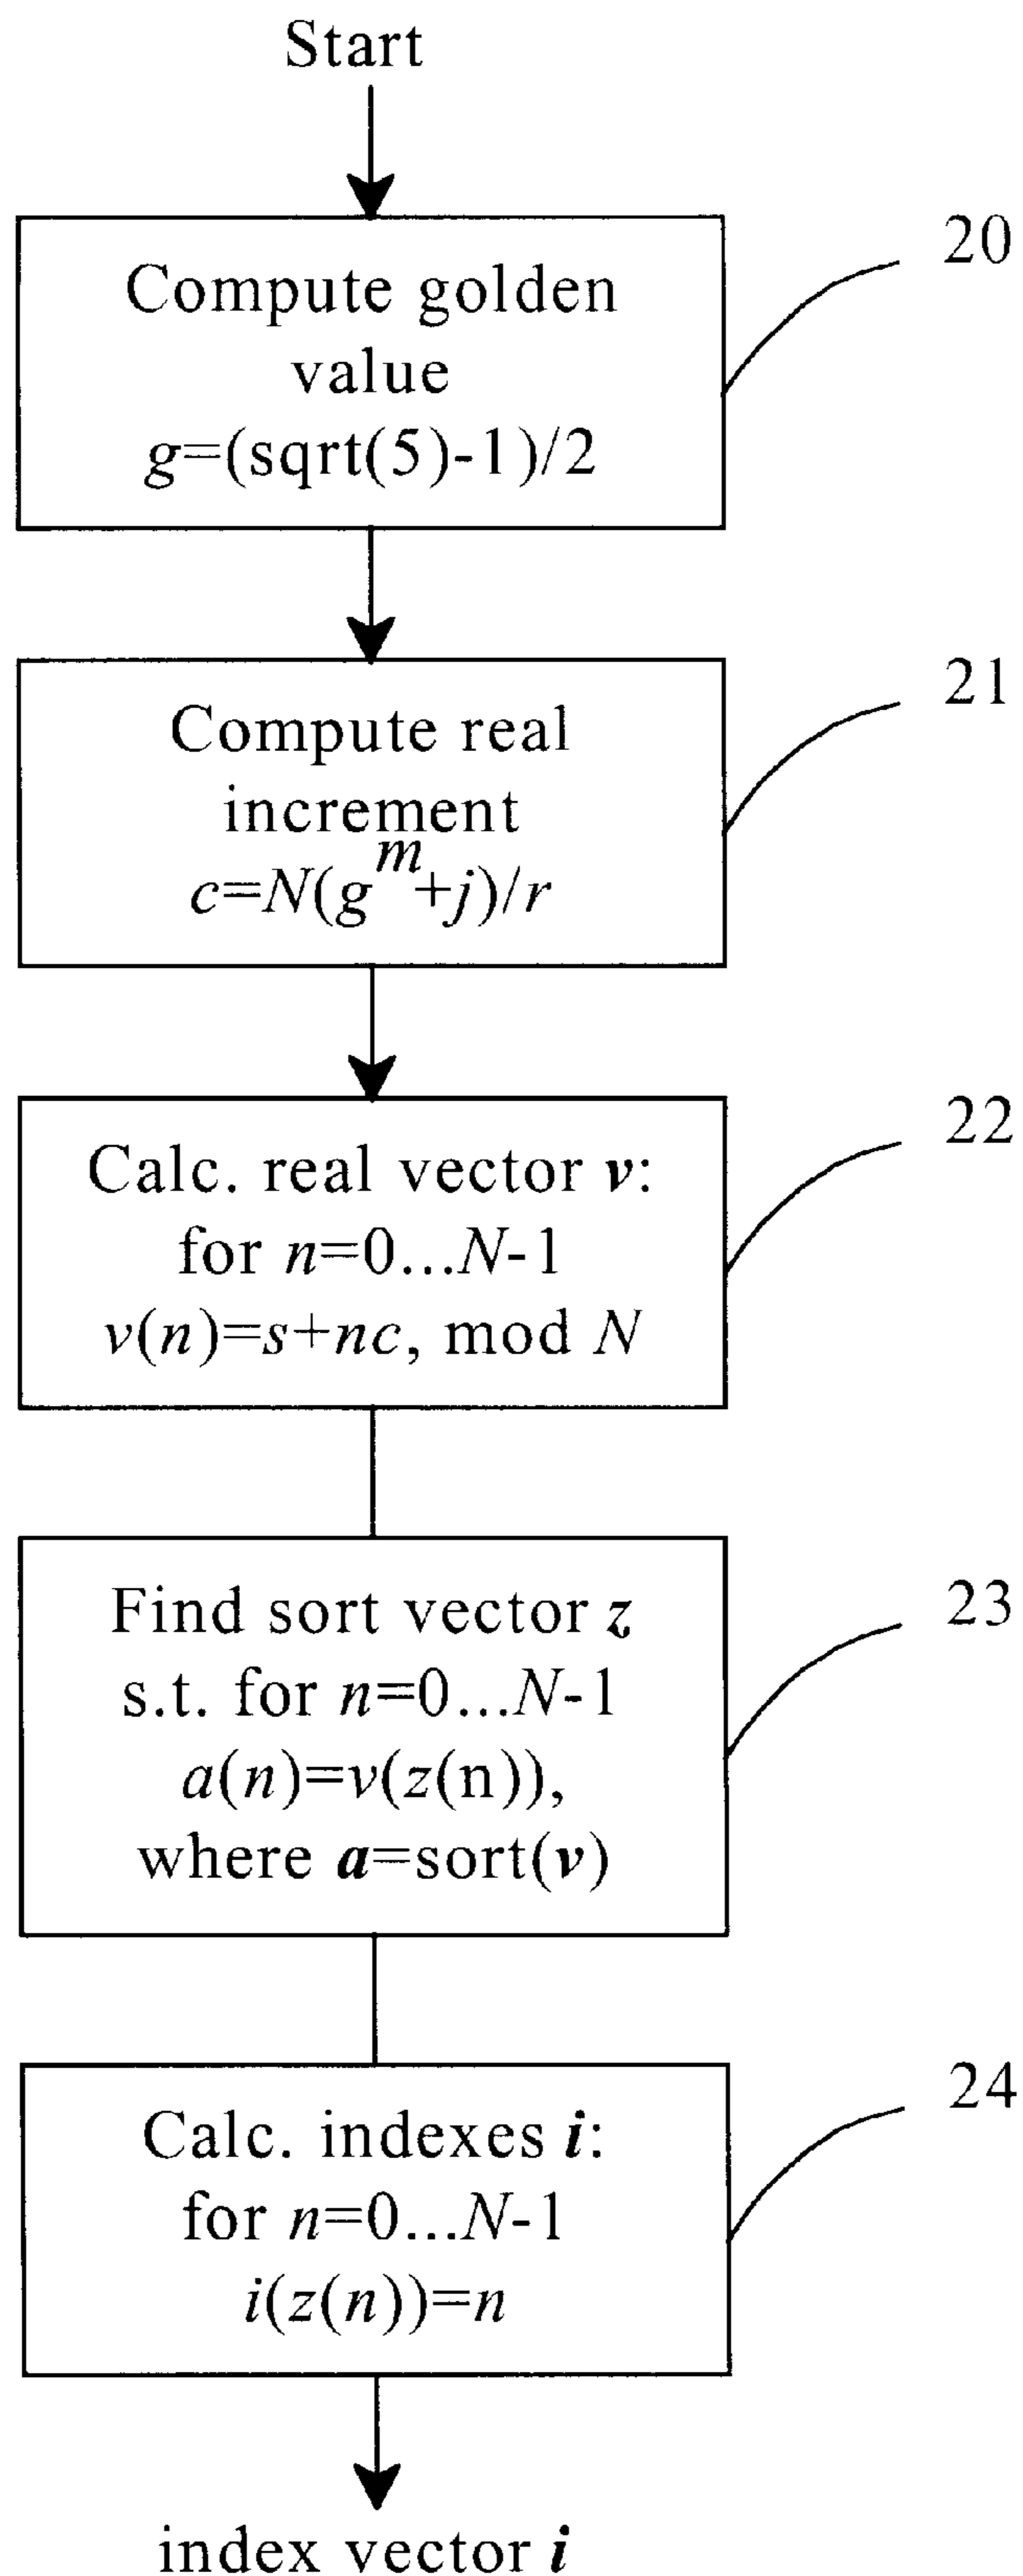 Start
Compute golden
value
g=(sqrt(5)-1)/2
20
Compute real
increment
c=N(g^m+j)/r
21
Calc. real vector v:
for n=0...N-1
v(n)=s+nc, mod N
22
Find sort vector z
s.t. for n=0...N-1
a(n)=v(z(n)),
where a=sort(v)
23
Calc. indexes i:
for n=0...N-1
i(z(n))=n
24
index vector i